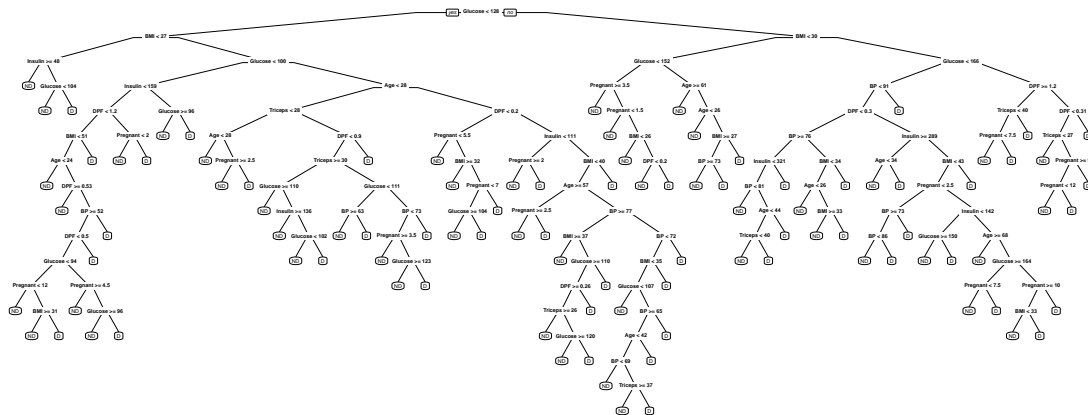 yes Glucose < 128 no
BMI < 27 BMI < 30
Insulin >= 48 Glucose < 100 Glucose < 152 Glucose < 166
ND Glucose < 104 Insulin < 159 Age < 28 Pregnant >= 3.5 Age >= 61 BP < 91 DPF >= 1.2
ND D DPF < 1.2 Glucose >= 96 Triceps < 28 DPF < 0.2 ND Pregnant < 1.5 ND Age < 26 DPF < 0.3 D Triceps < 40 DPF < 0.31
BMI < 51 Pregnant < 2 ND D Age < 28 DPF < 0.9 Pregnant < 5.5 Insulin < 111 ND BMI < 26 ND BMI >= 27 BP >= 76 Insulin >= 289 Pregnant < 7.5 D Triceps < 27 D
Age < 24 D ND D ND Pregnant >= 2.5 Triceps >= 30 D ND BMI >= 32 Pregnant >= 2 BMI < 40 ND DPF < 0.2 BP >= 73 D Insulin < 321 BMI < 34 Age < 34 BMI < 43 ND D ND Pregnant >=
ND DPF >= 0.53 ND D Glucose >= 110 Glucose < 111 ND Pregnant < 7 ND D Age >= 57 D ND D ND D BP < 81 D Age < 26 D ND D Pregnant < 2.5 D Pregnant < 12 D
ND BP >= 52 ND Insulin >= 136 BP >= 63 BP < 73 Glucose >= 104 D Pregnant >= 2.5 BP >= 77 ND Age < 44 ND BMI >= 33 BP >= 73 Insulin < 142 ND D
DPF < 0.5 D ND Glucose < 102 ND D Pregnant >= 3.5 D ND D ND D BMI >= 37 BP < 72 Triceps < 40 D ND D ND BP < 86 Glucose >= 150 Age >= 68
Glucose < 94 D ND D ND Glucose >= 123 ND Glucose >= 110 BMI < 35 D ND D ND D ND D ND Glucose >= 164
Pregnant < 12 Pregnant >= 4.5 ND D DPF >= 0.26 D Glucose < 107 D Pregnant < 7.5 Pregnant >= 10
ND BMI >= 31 ND Glucose >= 96 Triceps >= 26 D ND BP >= 65 ND D BMI < 33 D
ND D ND D ND Glucose >= 120 Age < 42 D ND D
ND D BP < 69 D
ND Triceps >= 37
ND D